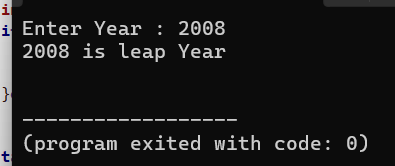 Enter Year : 2008
2008 is leap Year
------------------
(program exited with code: 0)